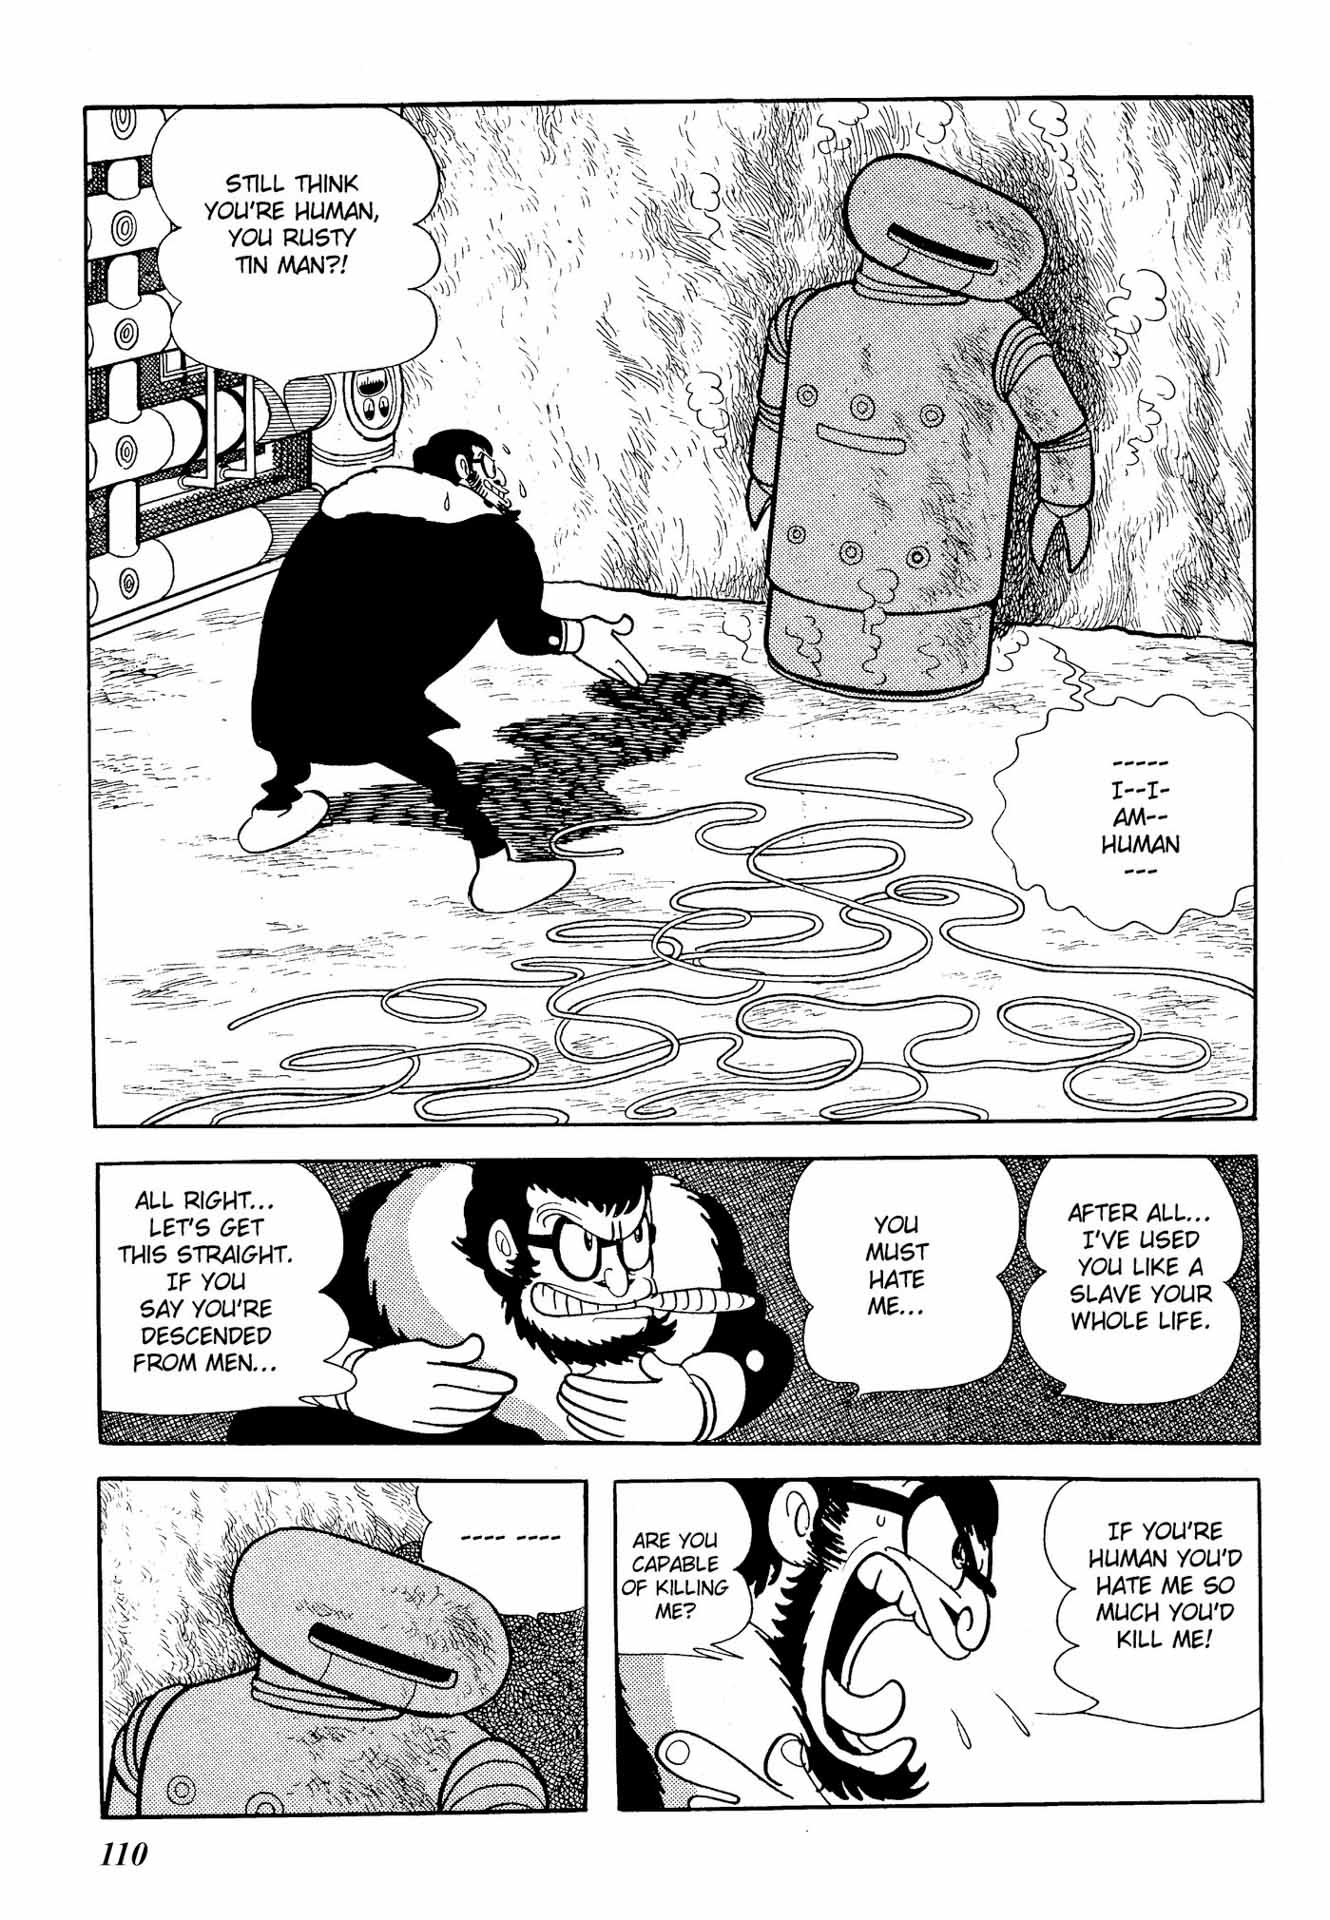 STILL THINK
YOU'RE HUMAN,
YOU RUSTY
TIN MAN?!
-----
I--I-
AM--
HUMAN
---
ALL RIGHT...
LET'S GET
THIS STRAIGHT.
IF YOU
SAY YOU'RE
DESCENDED
FROM MEN...
YOU
MUST
HATE
ME...
AFTER ALL...
I'VE USED
YOU LIKE A
SLAVE YOUR
WHOLE LIFE.
---- ----
ARE YOU
CAPABLE
OF KILLING
ME?
IF YOU'RE
HUMAN YOU'D
HATE ME SO
MUCH YOU'D
KILL ME!
110